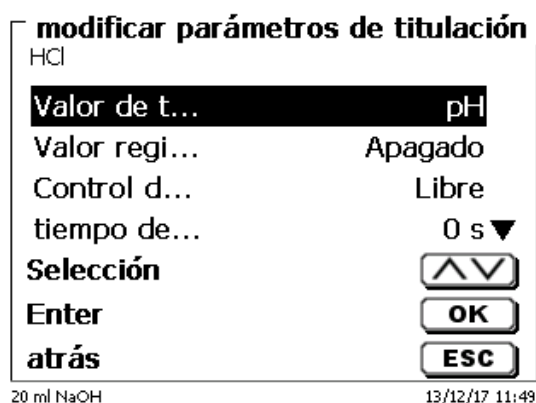 modificar parámetros de titulación
HCl
Valor de t... pH
Valor regi... Apagado
Control d... Libre
tiempo de... 0 s
Selección
Enter OK
atrás ESC
20 ml NaOH 13/12/17 11:49